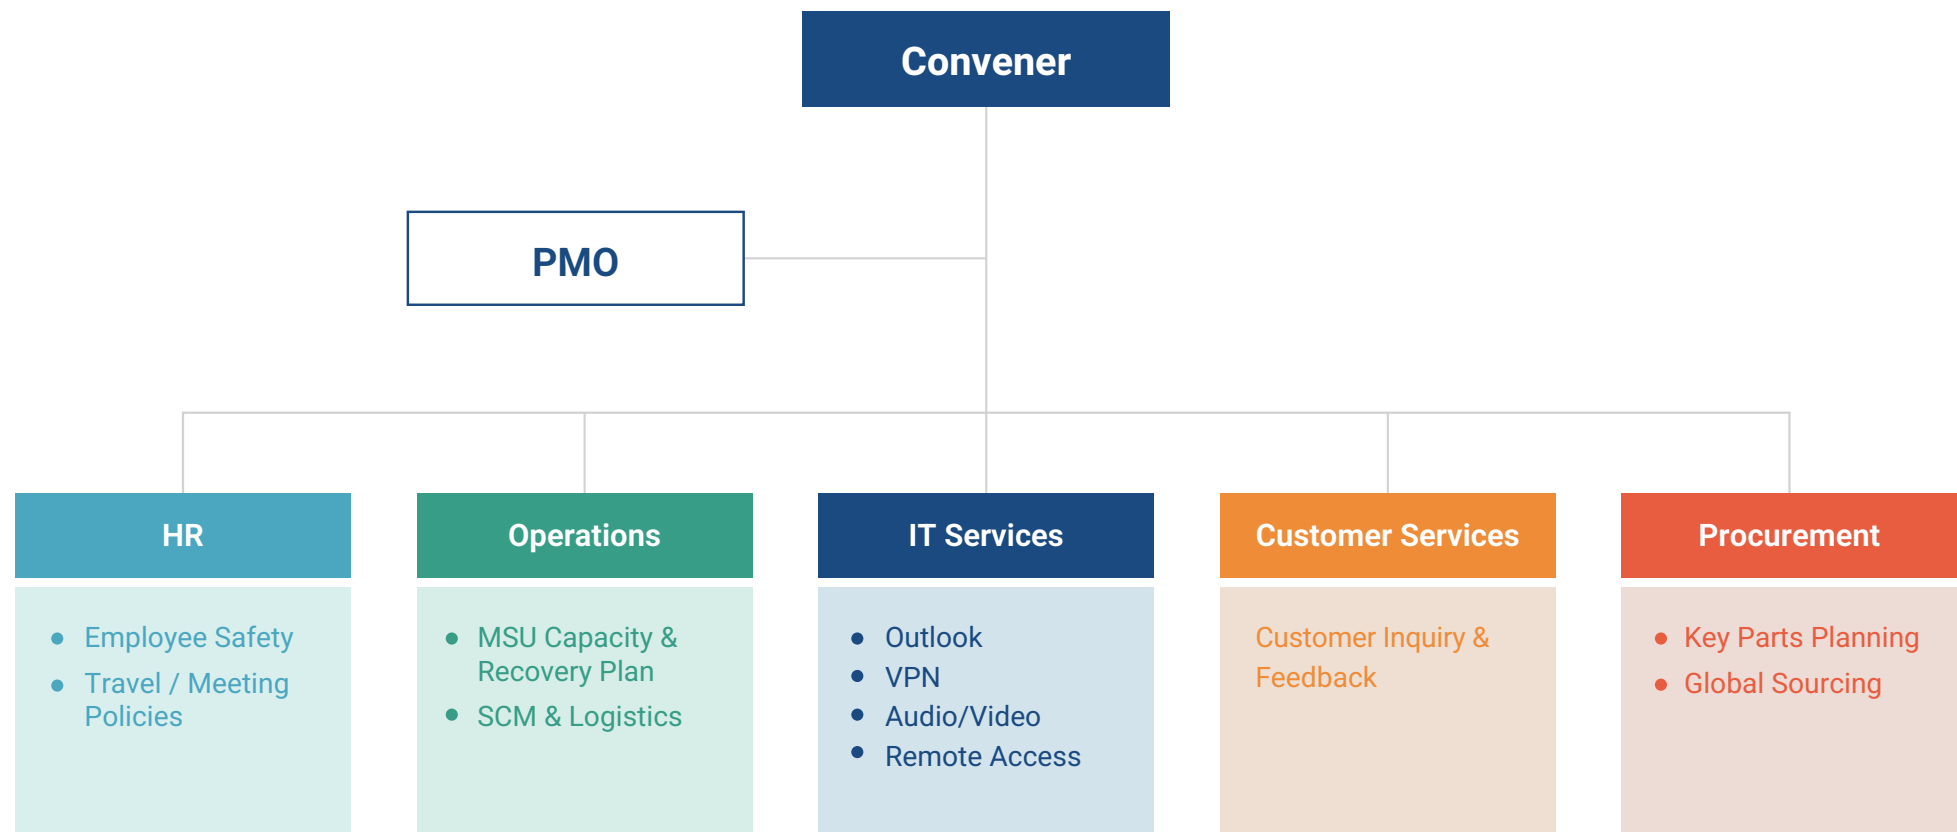 Convener
PMO
HR
Operations
IT Services
Customer Services
Procurement
Employee Safety
Travel / Meeting
Policies
MSU Capacity &
Recovery Plan
SCM & Logistics
Outlook
VPN
Audio/Video
Remote Access
Customer Inquiry &
Feedback
Key Parts Planning
Global Sourcing